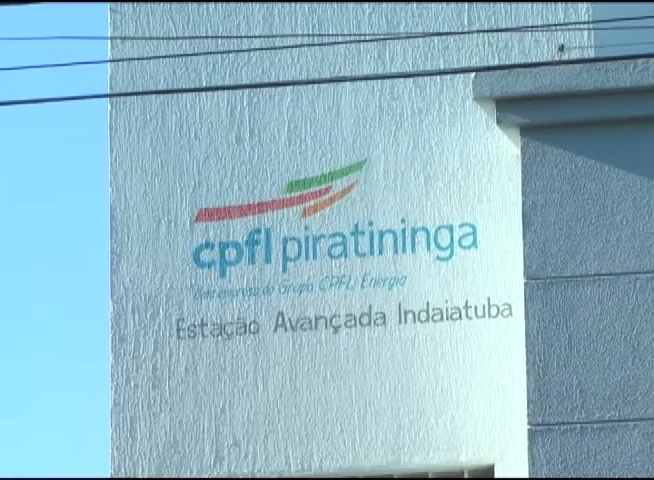 cpfl piratininga
Uma empresa do Grupo CPFL Energia
Estação Avançada Indaiatuba